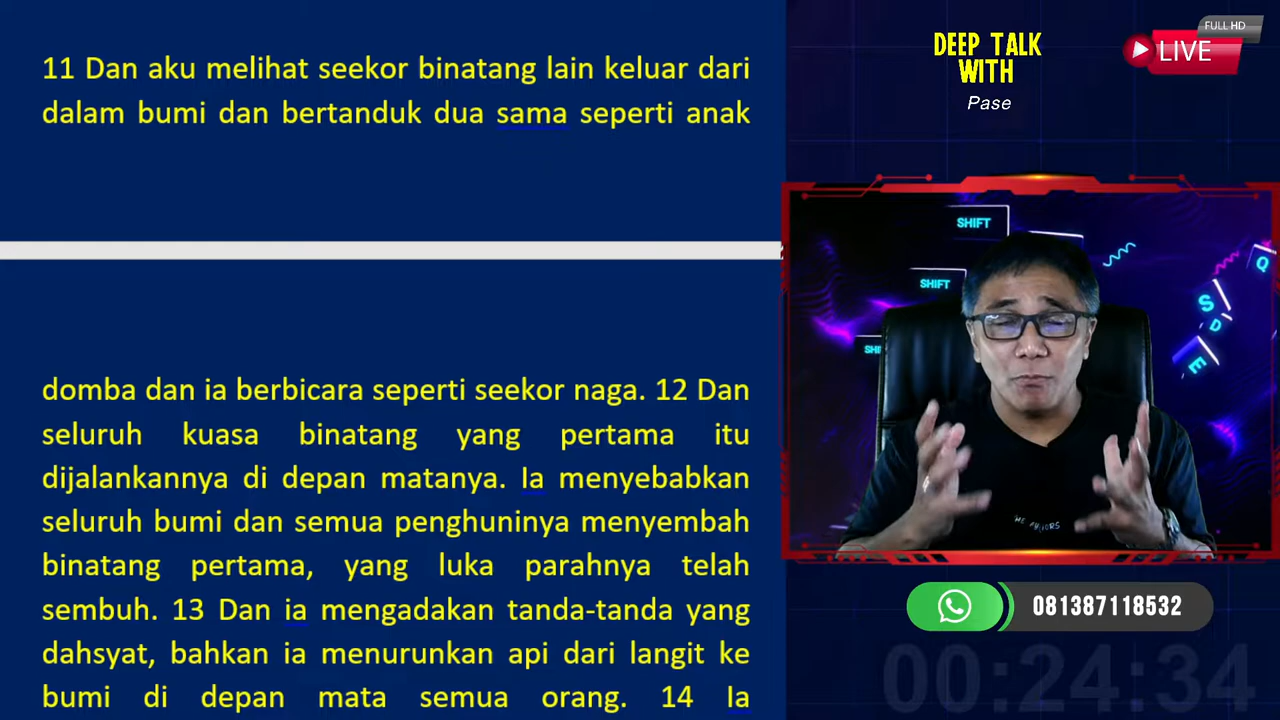 11 Dan aku melihat seekor binatang lain keluar dari
dalam bumi dan bertanduk dua sama seperti anak
domba dan ia berbicara seperti seekor naga. 12 Dan
seluruh kuasa binatang yang pertama itu
dijalankannya di depan matanya. Ia menyebabkan
seluruh bumi dan semua penghuninya menyembah
binatang pertama, yang luka parahnya telah
sembuh. 13 Dan ia mengadakan tanda-tanda yang
dahsyat, bahkan ia menurunkan api dari langit ke
bumi di depan mata semua orang. 14 Ia
DEEP TALK
WITH
Pase
FULL HD
LIVE
SHIFT
SHIFT
SHI
Q
S
D
E
081387118532
00:24:34